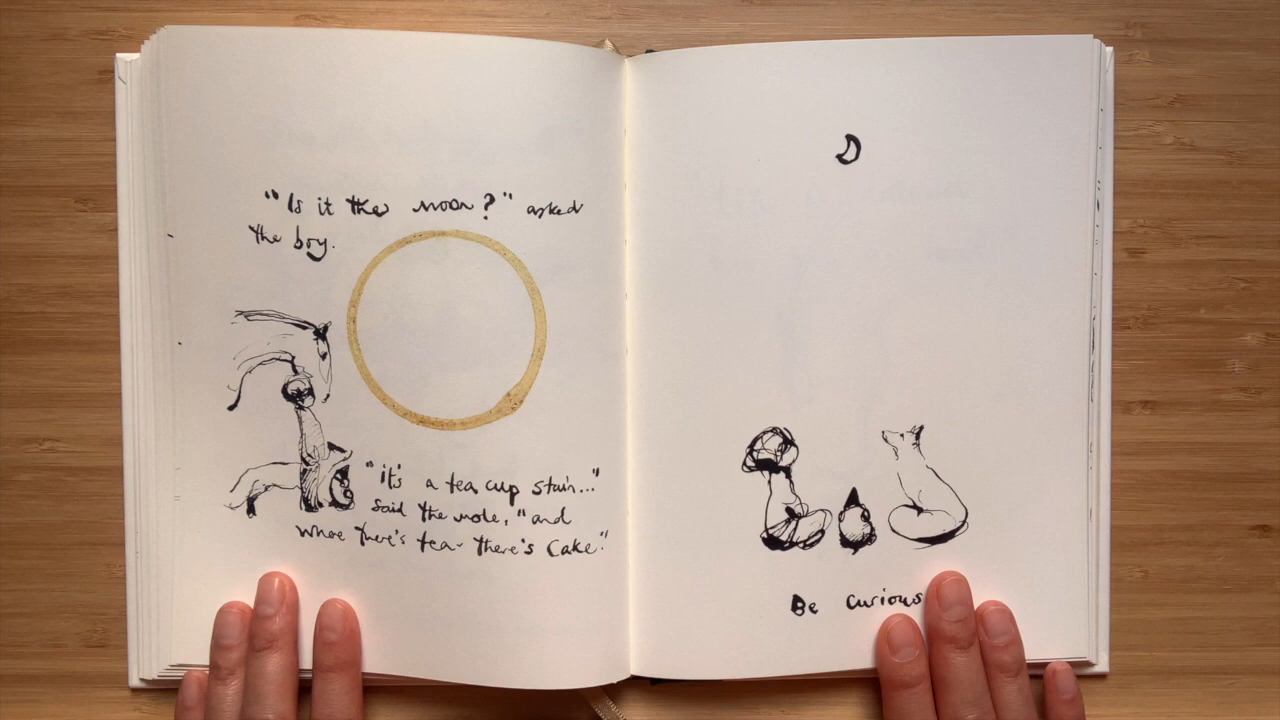 "Is it the moon?" asked
the boy.
"it's a tea cup stain..."
said the mole, "and
where there's tea there's cake."
Be curious